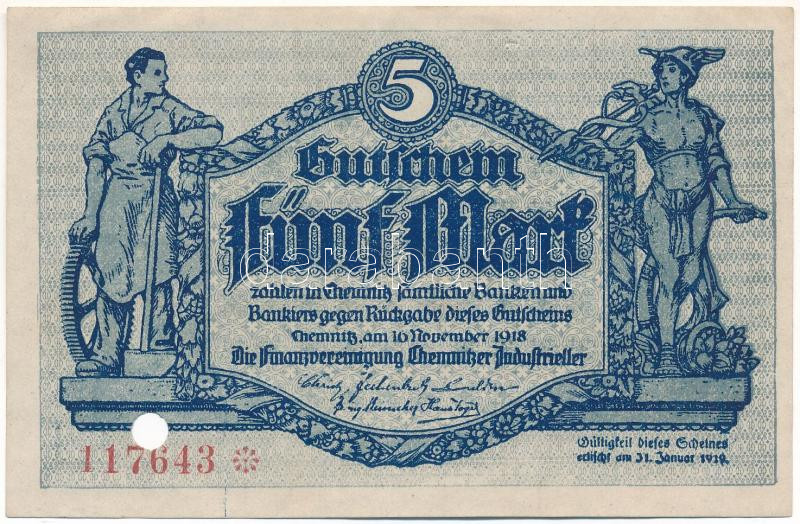 5
Gutschein
Fünf Mark
zahlen in Chemnitz sämtliche Banken und
Bankiers gegen Rückgabe dieses Gutscheins
Chemnitz, am 16 November 1918
Die Finanzvereinigung Chemnitzer Industrieller
117643 *
Gültigkeit dieses Scheines
erlischt am 31. Januar 1919.
darabanth